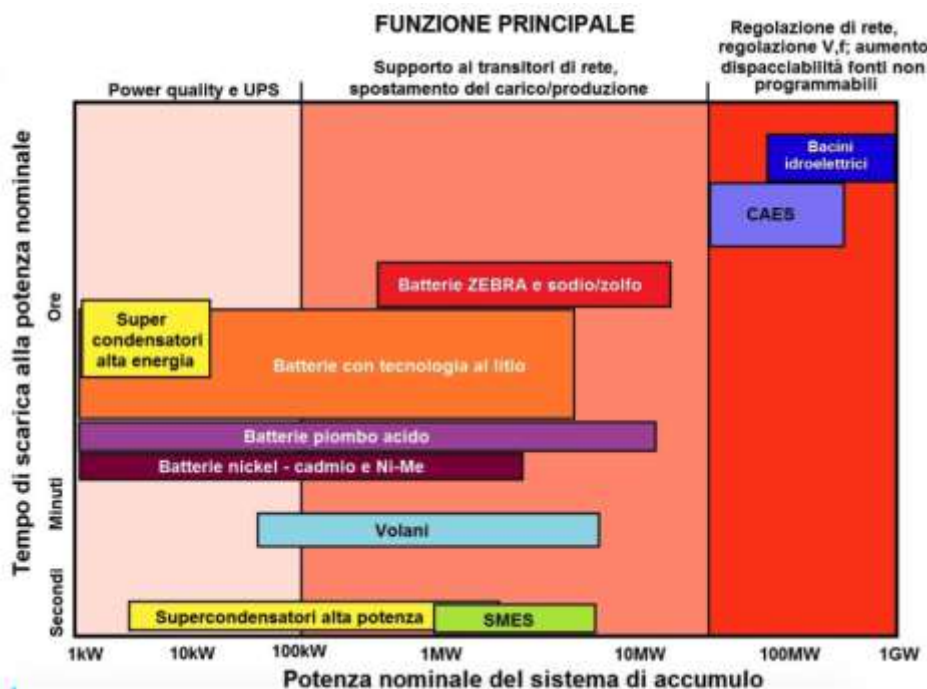 FUNZIONE PRINCIPALE
Regolazione di rete,
regolazione V,f; aumento
dispacciabilità fonti non
programmabili
Supporto ai transitori di rete,
spostamento del carico/produzione
Power quality e UPS
Bacini
idroelettrici
CAES
Batterie ZEBRA e sodio/zolfo
Super
condensatori
alta energia
Batterie con tecnologia al litio
Batterie piombo acido
Batterie nickel - cadmio e Ni-Me
Volani
Supercondensatori alta potenza
SMES
Tempo di scarica alla potenza nominale
Ore
Minuti
Secondi
1kW 10kW 100kW 1MW 10MW 100MW 1GW
Potenza nominale del sistema di accumulo